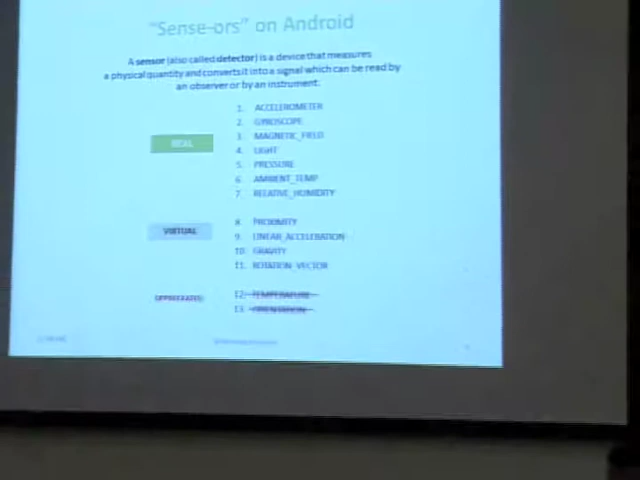 "Sense-ors" on Android
A sensor (also called detector) is a device that measures
a physical quantity and converts it into a signal which can be read by
an observer or by an instrument.
REAL
1. ACCELEROMETER
2. GYROSCOPE
3. MAGNETIC_FIELD
4. LIGHT
5. PRESSURE
6. AMBIENT_TEMP
7. RELATIVE_HUMIDITY
VIRTUAL
8. PROXIMITY
9. LINEAR_ACCELERATION
10. GRAVITY
11. ROTATION_VECTOR
DEPRECATED
12. TEMPERATURE
13. ORIENTATION